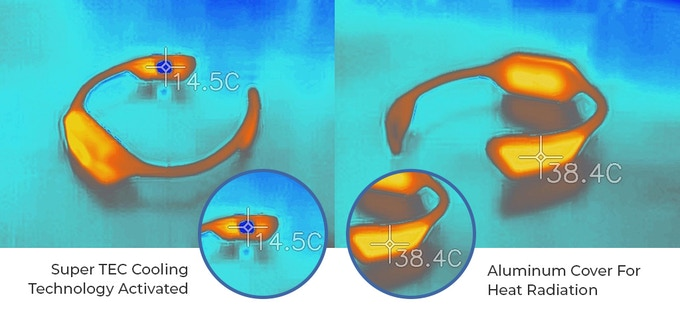 14.5C
38.4C
14.5C
38.4C
Super TEC Cooling
Technology Activated
Aluminum Cover For
Heat Radiation